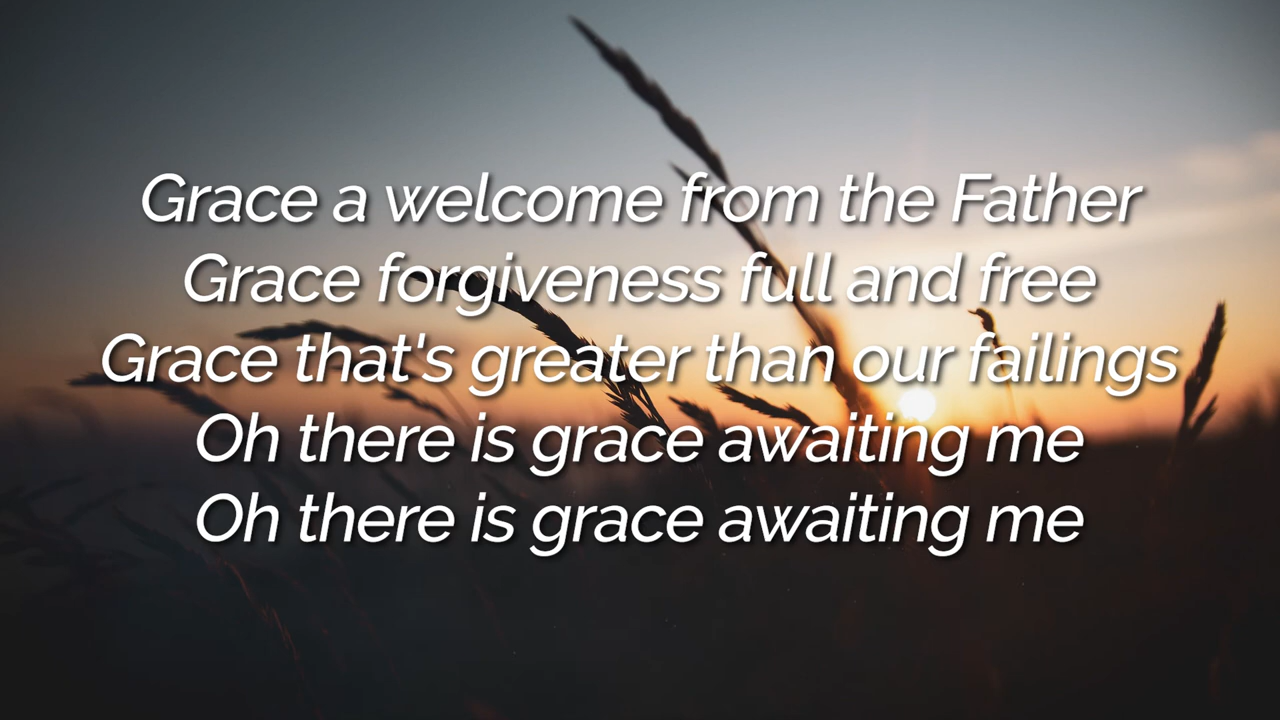 Grace a welcome from the Father
Grace forgiveness full and free
Grace that's greater than our failings
Oh there is grace awaiting me
Oh there is grace awaiting me